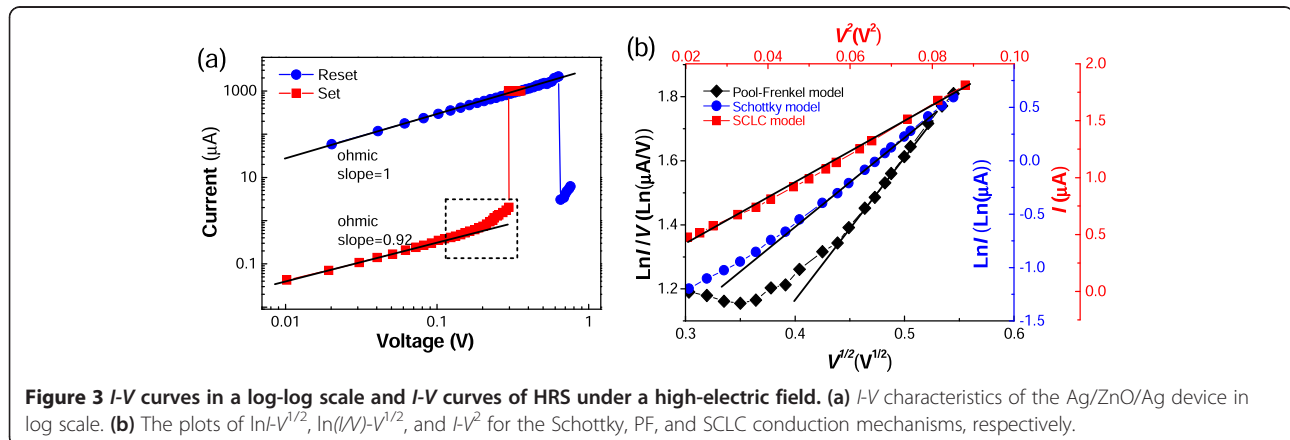 (a)
Reset
Set
1000
0.1
Current (μA)
ohmic
slope=1
ohmic
slope=0.92
0.01
0.1
1
Voltage (V)
(b)
V²(V²)
0.02
0.04
0.06
0.08
0.10
Pool-Frenkel model
Schottky model
SCLC model
1.8
1.6
1.4
1.2
LnI/V (Ln(μA/V))
0.3
0.4
0.5
0.6
V^1/2(V^1/2)
0.5
0.0
-0.5
-1.0
-1.5
LnI (Ln(μA))
2.0
1.5
1.0
0.5
0.0
I (μA)
Figure 3 I-V curves in a log-log scale and I-V curves of HRS under a high-electric field. (a) I-V characteristics of the Ag/ZnO/Ag device in
log scale. (b) The plots of lnI-V^1/2, ln(I/V)-V^1/2, and I-V² for the Schottky, PF, and SCLC conduction mechanisms, respectively.